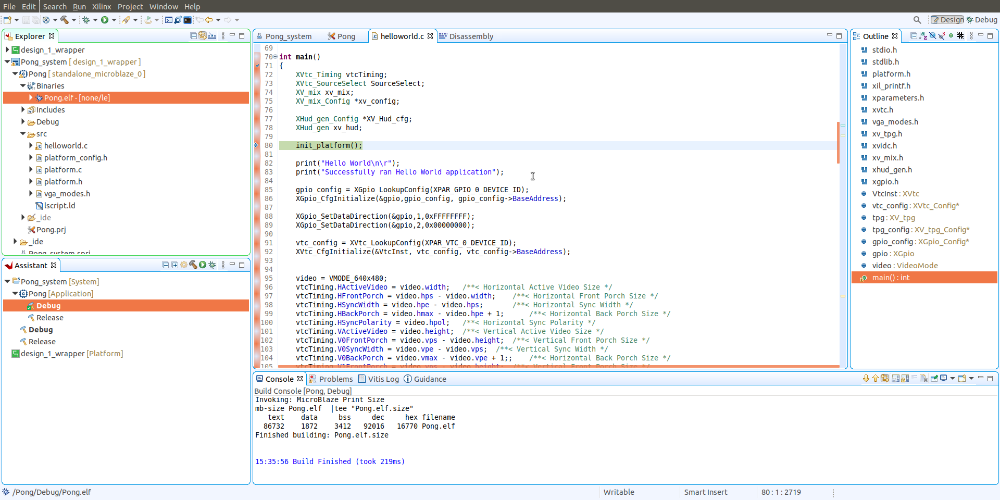 File Edit Search Run Xilinx Project Window Help
Design Debug
Explorer
design_1_wrapper
Pong_system [ design_1_wrapper ]
Pong [ standalone_microblaze_0 ]
Binaries
Pong.elf - [none/le]
Includes
Debug
src
helloworld.c
platform_config.h
platform.c
platform.h
vga_modes.h
lscript.ld
_ide
Pong.prj
_ide
Pong_system.sprj
Assistant
Pong_system [System]
Pong [Application]
Debug
Release
Debug
Release
design_1_wrapper [Platform]
Pong_system Pong helloworld.c Disassembly
69
70 int main()
71 {
72     XVtc_Timing vtcTiming;
73     XVtc_SourceSelect SourceSelect;
74     XV_mix xv_mix;
75     XV_mix_Config *xv_config;
76
77     XHud_gen_Config *XV_Hud_cfg;
78     XHud_gen xv_hud;
79
80     init_platform();
81
82     print("Hello World\n\r");
83     print("Successfully ran Hello World application");
84
85     gpio_config = XGpio_LookupConfig(XPAR_GPIO_0_DEVICE_ID);
86     XGpio_CfgInitialize(&gpio,gpio_config, gpio_config->BaseAddress);
87
88     XGpio_SetDataDirection(&gpio,1,0xFFFFFFFF);
89     XGpio_SetDataDirection(&gpio,2,0x00000000);
90
91     vtc_config = XVtc_LookupConfig(XPAR_VTC_0_DEVICE_ID);
92     XVtc_CfgInitialize(&VtcInst, vtc_config, vtc_config->BaseAddress);
93
94
95     video = VMODE_640x480;
96     vtcTiming.HActiveVideo = video.width;   /**< Horizontal Active Video Size */
97     vtcTiming.HFrontPorch = video.hps - video.width;    /**< Horizontal Front Porch Size */
98     vtcTiming.HSyncWidth = video.hpe - video.hps;       /**< Horizontal Sync Width */
99     vtcTiming.HBackPorch = video.hmax - video.hpe + 1;      /**< Horizontal Back Porch Size */
100     vtcTiming.HSyncPolarity = video.hpol;   /**< Horizontal Sync Polarity */
101     vtcTiming.VActiveVideo = video.height;  /**< Vertical Active Video Size */
102     vtcTiming.V0FrontPorch = video.vps - video.height;  /**< Vertical Front Porch Size */
103     vtcTiming.V0SyncWidth = video.vpe - video.vps;  /**< Vertical Sync Width */
104     vtcTiming.V0BackPorch = video.vmax - video.vpe + 1;;    /**< Horizontal Back Porch Size */
105     vtcTiming.V1FrontPorch = video.vps - video.height;  /**< Vertical Front Porch Size */
Outline
stdio.h
stdlib.h
platform.h
xil_printf.h
xparameters.h
xvtc.h
vga_modes.h
xv_tpg.h
xvidc.h
xv_mix.h
xhud_gen.h
xgpio.h
VtcInst : XVtc
vtc_config : XVtc_Config*
tpg : XV_tpg
tpg_config : XV_tpg_Config*
gpio_config : XGpio_Config*
gpio : XGpio
video : VideoMode
main() : int
Console Problems Vitis Log Guidance
Build Console [Pong, Debug]
Invoking: MicroBlaze Print Size
mb-size Pong.elf  |tee "Pong.elf.size"
text    data     bss     dec     hex filename
86732    1872    3412   92016   16770 Pong.elf
Finished building: Pong.elf.size
15:35:56 Build Finished (took 219ms)
/Pong/Debug/Pong.elf
Writable Smart Insert 80 : 1 : 2719